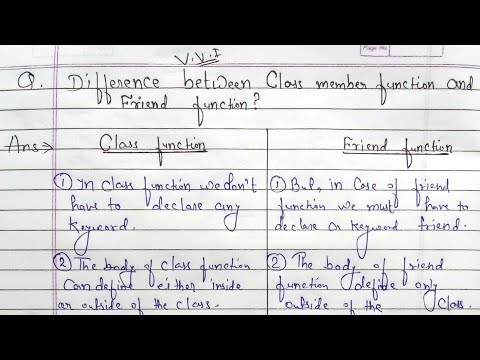 Page No.
V.V.I
Q. Difference between Class member function and
Friend function?
Ans → Class function
Friend function
① In class function we don't
have to declare any
keyword.
① But, in Case of friend
function we must have to
declare a keyword friend.
② The body of class function
Can define either inside
or outside of the class.
② The body of friend
function define only
outside of the Class.